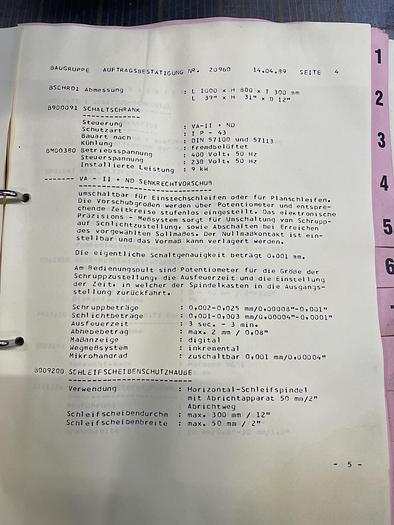 BAUGRUPPE AUFTRAGSBESTÄTIGUNG NR. 20960 14.04.89 SEITE 4
BSCHR01 Abmessung : L 1000 x H 800 x T 300 mm
L 39" x H 31" x D 12"
B900091 SCHALTSCHRANK
Steuerung : VA-II + ND
Schutzart : I P - 43
Bauart nach : DIN 57100 und 57113
Kühlung : fremdbelüftet
BM00380 Betriebsspannung : 400 Volt, 50 Hz
Steuerspannung : 230 Volt, 50 Hz
Installierte Leistung : 9 kW
VA - II + ND SENKRECHTVORSCHUB
umschaltbar für Einstechschleifen oder für Planschleifen.
Die Vorschubgrößen werden über Potentiometer und entspre-
chende Zeitkreise stufenlos eingestellt. Das elektronische
Präzisions - Meßsystem sorgt für Umschaltung von Schrupp-
auf Schlichtzustellung, sowie Abschalten bei Erreichen
des vorgewählten Sollmaßes. Der Nullmaßkontakt ist ein-
stellbar und das Vormaß kann verlagert werden.
Die eigentliche Schaltgenauigkeit beträgt 0,001 mm.
Am Bedienungspult sind Potentiometer für die Größe der
Schruppzustellung, die Ausfeuerzeit und die Einstellung
der Zeit, in welcher der Spindelkasten in die Ausgangs-
stellung zurückfährt.
Schruppbeträge : 0,002-0,025 mm/0,00008"-0,001"
Schlichtbeträge : 0,001-0,003 mm/0,00004"-0,0001"
Ausfeuerzeit : 3 sec. - 3 min.
Abhebebetrag : max. 2 mm / 0,08"
Maßanzeige : digital
Wegmeßsystem : inkremental
Mikrohandrad : zuschaltbar 0,001 mm/0,00004"
B009200 SCHLEIFSCHEIBENSCHUTZHAUBE
Verwendung : Horizontal-Schleifspindel
mit Abrichtapparat 50 mm/2"
Abrichtweg
Schleifscheibendurchm : max. 300 mm / 12"
Schleifscheibenbreite : max. 50 mm / 2"
- 5 -
1
2
3
4
5
6